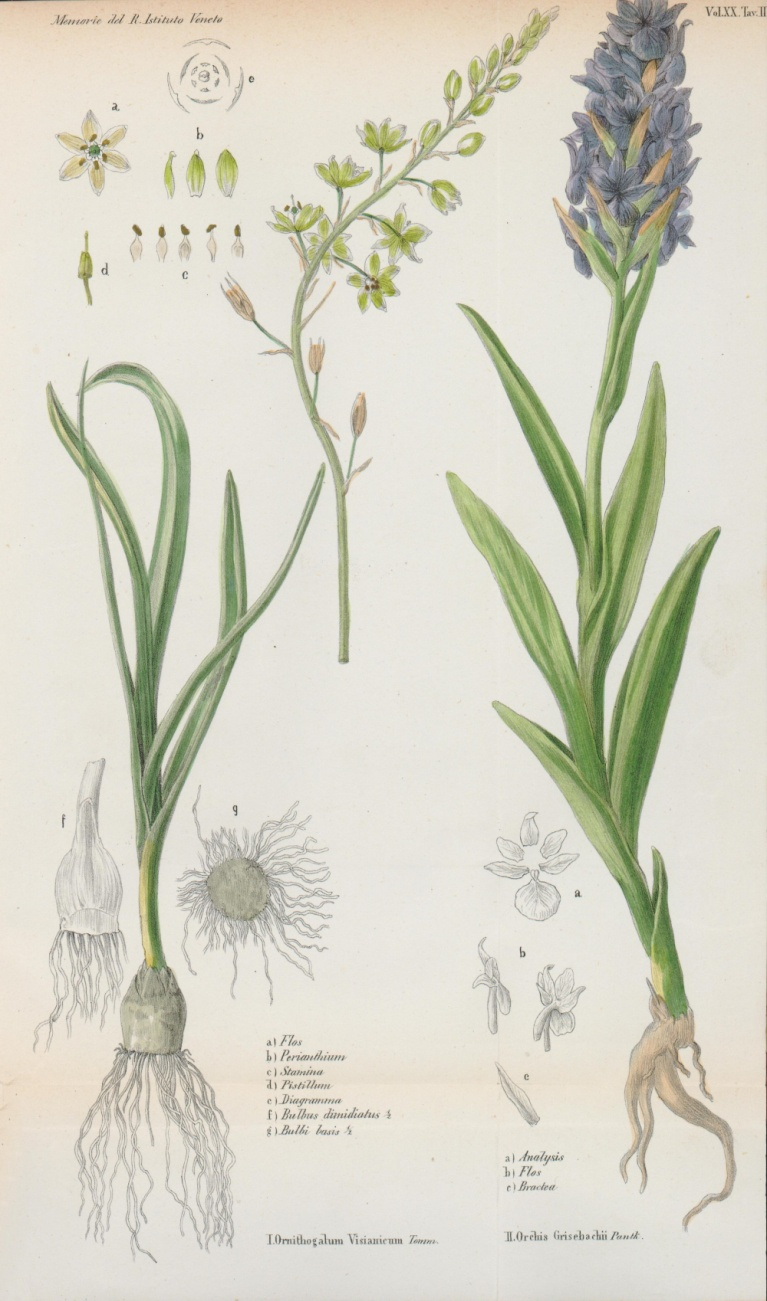 Memorie del R. Istituto Veneto
Vol.XX.Tav.II
a
e
b
d
c
f
g
a
b
c
a) Flos
b) Perianthium
c) Stamina
d) Pistillum
e) Diagramma
f) Bulbus dimidiatus ½
g) Bulbi basis ½
a) Analysis
b) Flos
c) Bractea
I. Ornithogalum Visianicum Tomm.
II. Orchis Grisebachii Pantk.